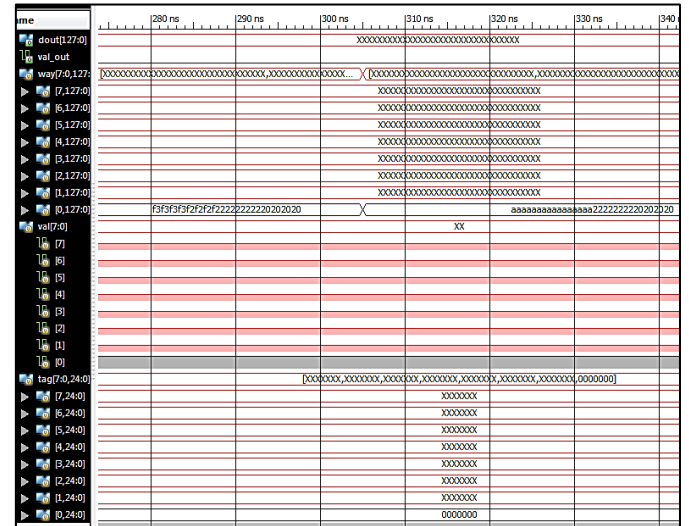 ame
280 ns 290 ns 300 ns 310 ns 320 ns 330 ns 340
dout[127:0] XXXXXXXXXXXXXXXXXXXXXXXXXXXXXXXX
val_out
way[7:0,127: [XXXXXXXXXXXXXXXXXXXXXXXXXXXXXXXX,XXXXXXXXXXXXXXX... [XXXXXXXXXXXXXXXXXXXXXXXXXXXXXXXX,XXXXXXXXXXXXXXXXXXXXXXXXXXX
[7,127:0] XXXXXXXXXXXXXXXXXXXXXXXXXXXXXXXX
[6,127:0] XXXXXXXXXXXXXXXXXXXXXXXXXXXXXXXX
[5,127:0] XXXXXXXXXXXXXXXXXXXXXXXXXXXXXXXX
[4,127:0] XXXXXXXXXXXXXXXXXXXXXXXXXXXXXXXX
[3,127:0] XXXXXXXXXXXXXXXXXXXXXXXXXXXXXXXX
[2,127:0] XXXXXXXXXXXXXXXXXXXXXXXXXXXXXXXX
[1,127:0] XXXXXXXXXXXXXXXXXXXXXXXXXXXXXXXX
[0,127:0] f3f3f3f3f2f2f2f22222222220202020 aaaaaaaaaaaaaaaa2222222220202020
val[7:0] XX
[7]
[6]
[5]
[4]
[3]
[2]
[1]
[0]
tag[7:0,24:0] [XXXXXXX,XXXXXXX,XXXXXXX,XXXXXXX,XXXXXXX,XXXXXXX,XXXXXXX,0000000]
[7,24:0] XXXXXXX
[6,24:0] XXXXXXX
[5,24:0] XXXXXXX
[4,24:0] XXXXXXX
[3,24:0] XXXXXXX
[2,24:0] XXXXXXX
[1,24:0] XXXXXXX
[0,24:0] 0000000